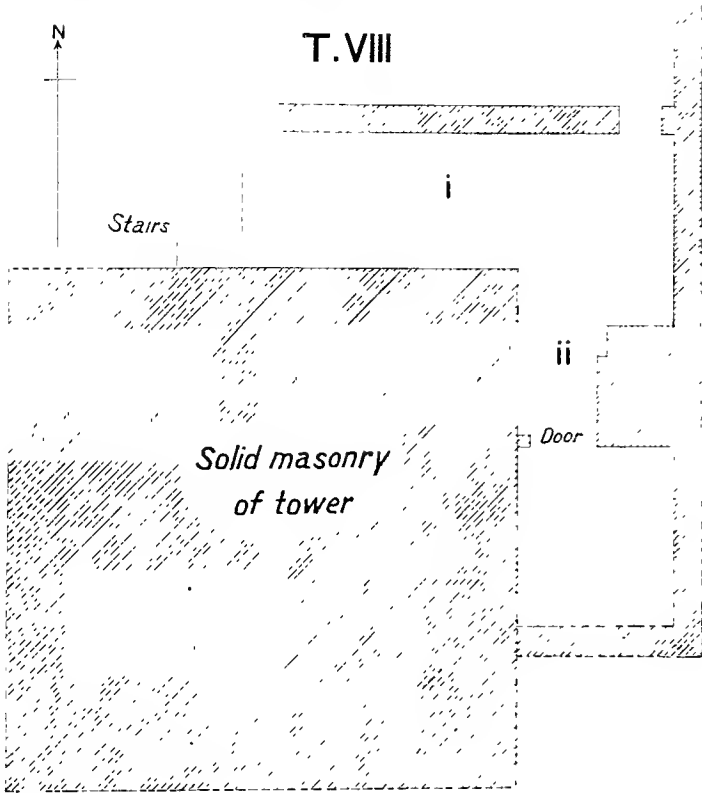 T.VIII
N
i
Stairs
ii
Door
Solid masonry
of tower